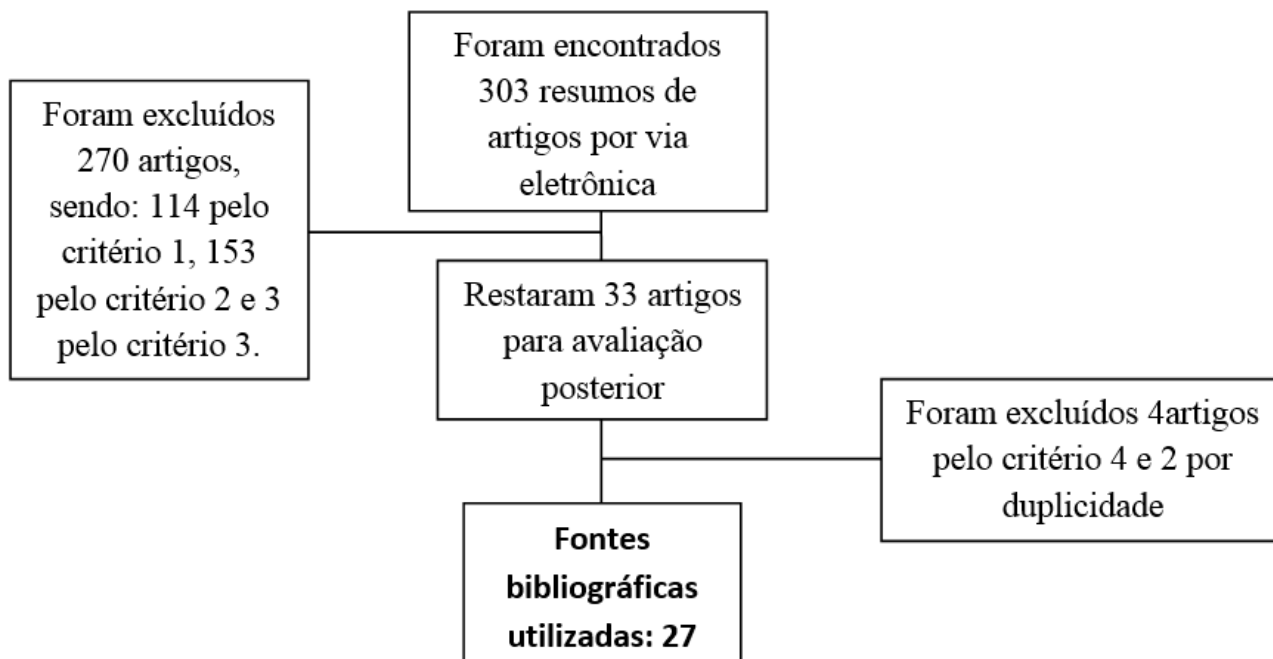 Foram encontrados
303 resumos de
artigos por via
eletrônica
Foram excluídos
270 artigos,
sendo: 114 pelo
critério 1, 153
pelo critério 2 e 3
pelo critério 3.
Restaram 33 artigos
para avaliação
posterior
Foram excluídos 4artigos
pelo critério 4 e 2 por
duplicidade
Fontes
bibliográficas
utilizadas: 27